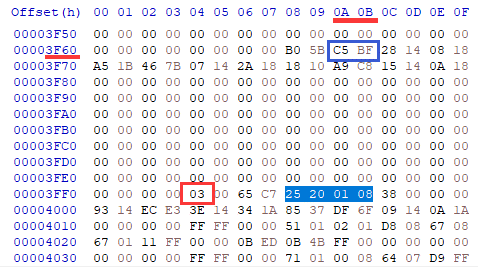 Offset(h) 00 01 02 03 04 05 06 07 08 09 0A 0B 0C 0D 0E 0F
00003F50 00 00 00 00 00 00 00 00 00 00 00 00 00 00 00 00
00003F60 00 00 00 00 00 00 00 00 B0 5B C5 BF 28 14 08 18
00003F70 A5 1B 46 7B 07 14 2A 18 18 10 A9 C8 15 14 0A 18
00003F80 00 00 00 00 00 00 00 00 00 00 00 00 00 00 00 00
00003F90 00 00 00 00 00 00 00 00 00 00 00 00 00 00 00 00
00003FA0 00 00 00 00 00 00 00 00 00 00 00 00 00 00 00 00
00003FB0 00 00 00 00 00 00 00 00 00 00 00 00 00 00 00 00
00003FC0 00 00 00 00 00 00 00 00 00 00 00 00 00 00 00 00
00003FD0 00 00 00 00 00 00 00 00 00 00 00 00 00 00 00 00
00003FE0 00 00 00 00 00 00 00 00 00 00 00 00 00 00 00 00
00003FF0 00 00 00 00 03 00 65 C7 25 20 01 08 38 00 00 00
00004000 93 14 EC E3 3E 14 34 1A 85 37 DF 6F 09 14 0A 1A
00004010 00 00 00 00 FF FF 00 00 51 01 02 01 D8 08 67 08
00004020 67 01 11 FF 00 00 0B ED 0B 4B FF 00 00 00 00 00
00004030 00 00 00 00 FF FF 00 00 71 01 00 08 64 07 D9 FF